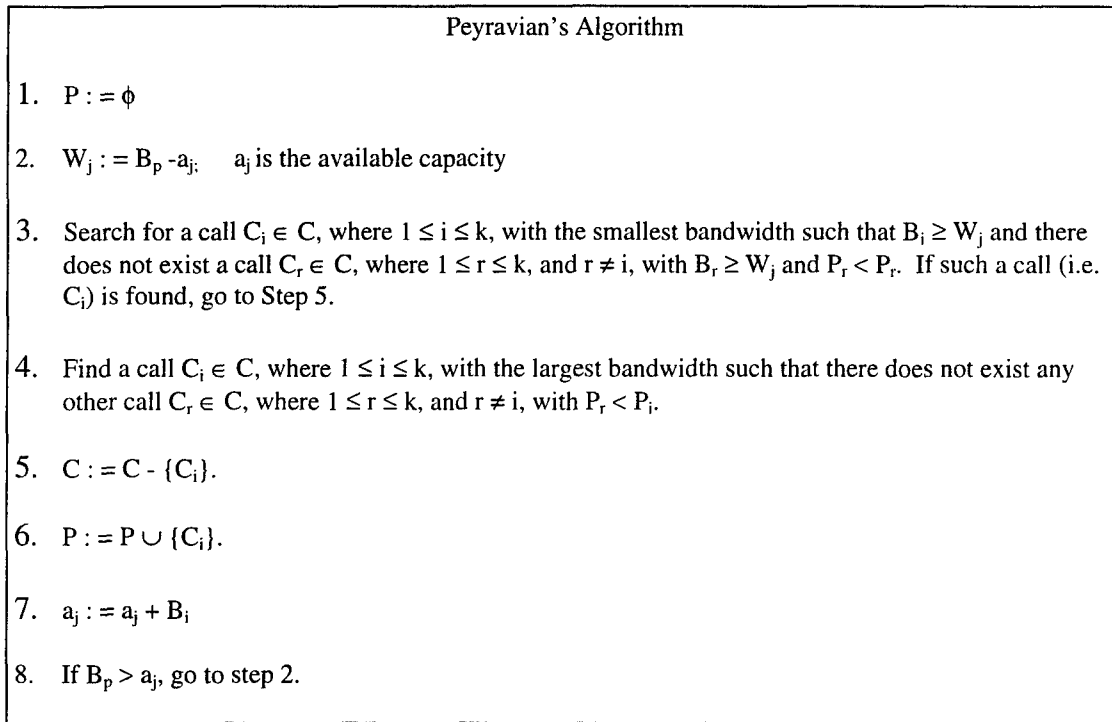 Peyravian's Algorithm
1. P : = ϕ
2. Wj : = Bp -aj; aj is the available capacity
3. Search for a call Ci ∈ C, where 1 ≤ i ≤ k, with the smallest bandwidth such that Bi ≥ Wj and there
does not exist a call Cr ∈ C, where 1 ≤ r ≤ k, and r ≠ i, with Br ≥ Wj and Pr < Pr. If such a call (i.e.
Ci) is found, go to Step 5.
4. Find a call Ci ∈ C, where 1 ≤ i ≤ k, with the largest bandwidth such that there does not exist any
other call Cr ∈ C, where 1 ≤ r ≤ k, and r ≠ i, with Pr < Pi.
5. C : = C - {Ci}.
6. P : = P ∪ {Ci}.
7. aj : = aj + Bi
8. If Bp > aj, go to step 2.